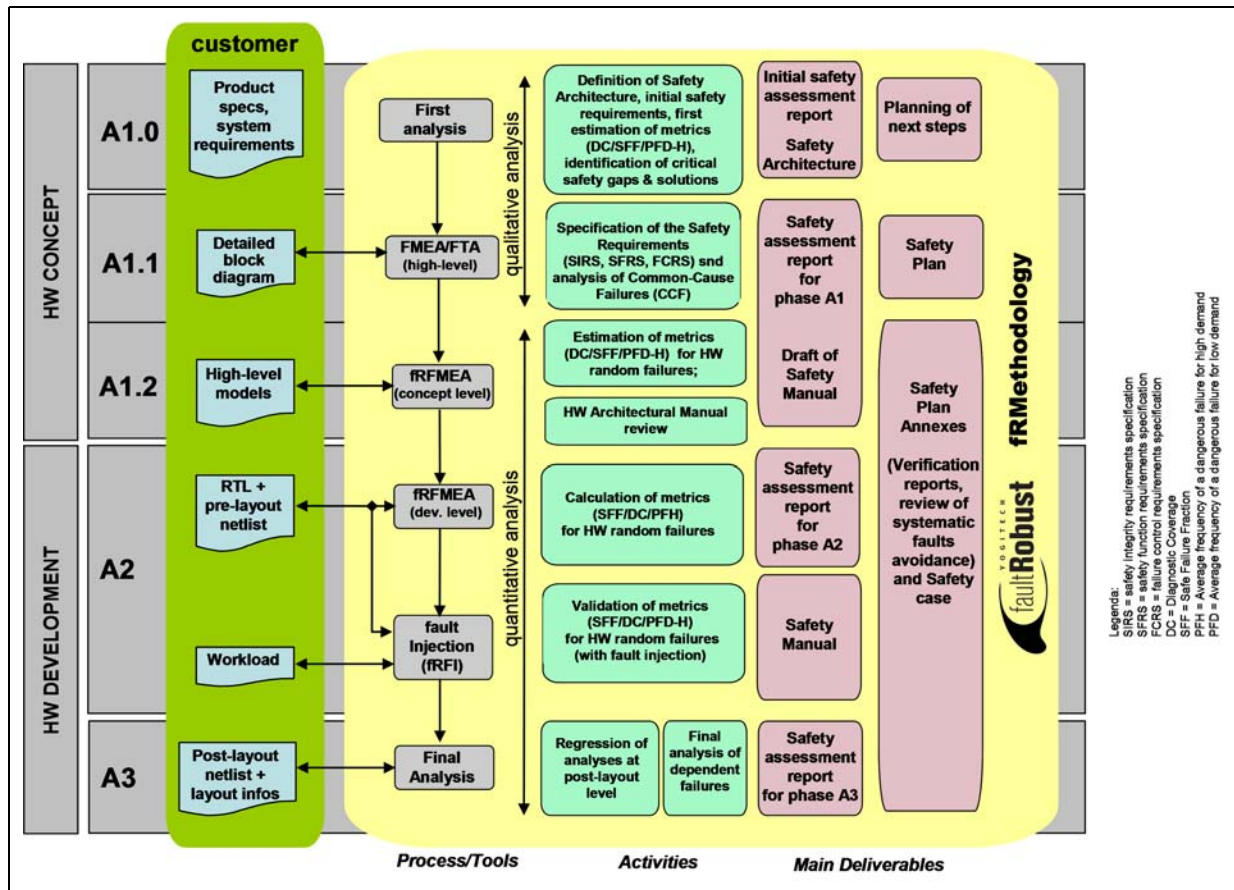 customer
HW CONCEPT
A1.0
Product
specs,
system
requirements
First
analysis
qualitative analysis
Definition of Safety
Architecture, initial safety
requirements, first
estimation of metrics
(DC/SFF/PFD-H),
identification of critical
safety gaps & solutions
Initial safety
assessment
report
Safety
Architecture
Planning of
next steps
A1.1
Detailed
block
diagram
FMEA/FTA
(high-level)
Specification of the Safety
Requirements
(SIRS, SFRS, FCRS) snd
analysis of Common-Cause
Failures (CCF)
Safety
assessment
report
for
phase A1
Draft of
Safety
Manual
Safety
Plan
A1.2
High-level
models
fRFMEA
(concept level)
quantitative analysis
Estimation of metrics
(DC/SFF/PFD-H) for HW
random failures;
HW Architectural Manual
review
Safety
Plan
Annexes
(Verification
reports,
review of
systematic
faults
avoidance)
and Safety
case
HW DEVELOPMENT
A2
RTL +
pre-layout
netlist
fRFMEA
(dev. level)
Calculation of metrics
(SFF/DC/PFH)
for HW random failures
Safety
assessment
report
for
phase A2
Workload
fault
Injection
(fRFI)
Validation of metrics
(SFF/DC/PFD-H)
for HW random failures
(with fault injection)
Safety
Manual
A3
Post-layout
netlist +
layout infos
Final
Analysis
Regression of
analyses at
post-layout
level
Final
analysis of
dependent
failures
Safety
assessment
report
for phase A3
Process/Tools
Activities
Main Deliverables
fRMethodology
YOGITECH
faultRobust
Legenda:
SIRS = safety integrity requirements specification
SFRS = safety function requirements specification
FCRS = failure control requirements specification
DC = Diagnostic Coverage
SFF = Safe Failure Fraction
PFH = Average frequency of a dangerous failure for high demand
PFD = Average frequency of a dangerous failure for low demand